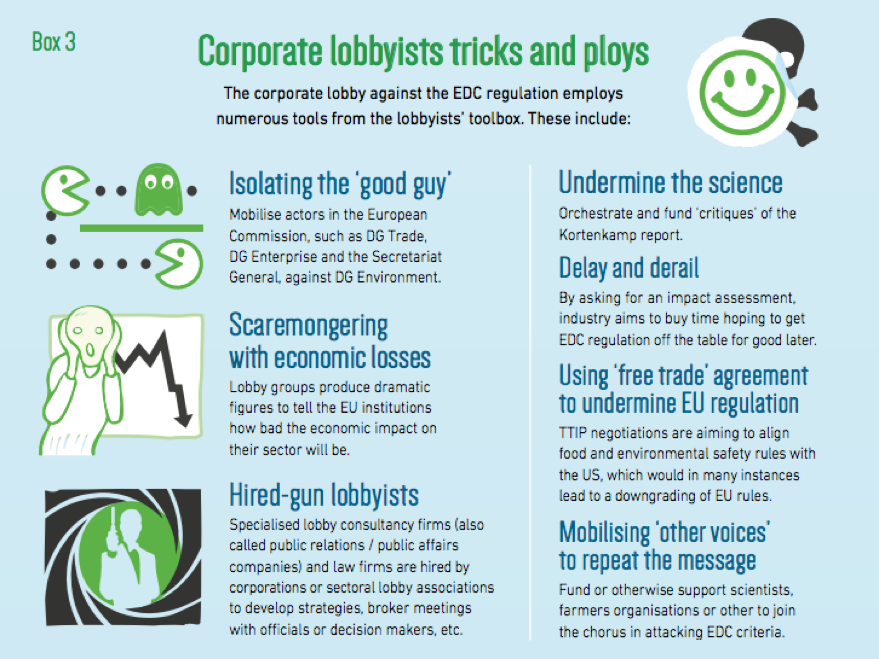 Box 3
Corporate lobbyists tricks and ploys
The corporate lobby against the EDC regulation employs
numerous tools from the lobbyists' toolbox. These include:
Isolating the 'good guy'
Mobilise actors in the European
Commission, such as DG Trade,
DG Enterprise and the Secretariat
General, against DG Environment.
Scaremongering
with economic losses
Lobby groups produce dramatic
figures to tell the EU institutions
how bad the economic impact on
their sector will be.
Hired-gun lobbyists
Specialised lobby consultancy firms (also
called public relations / public affairs
companies) and law firms are hired by
corporations or sectoral lobby associations
to develop strategies, broker meetings
with officials or decision makers, etc.
Undermine the science
Orchestrate and fund 'critiques' of the
Kortenkamp report.
Delay and derail
By asking for an impact assessment,
industry aims to buy time hoping to get
EDC regulation off the table for good later.
Using 'free trade' agreement
to undermine EU regulation
TTIP negotiations are aiming to align
food and environmental safety rules with
the US, which would in many instances
lead to a downgrading of EU rules.
Mobilising 'other voices'
to repeat the message
Fund or otherwise support scientists,
farmers organisations or other to join
the chorus in attacking EDC criteria.